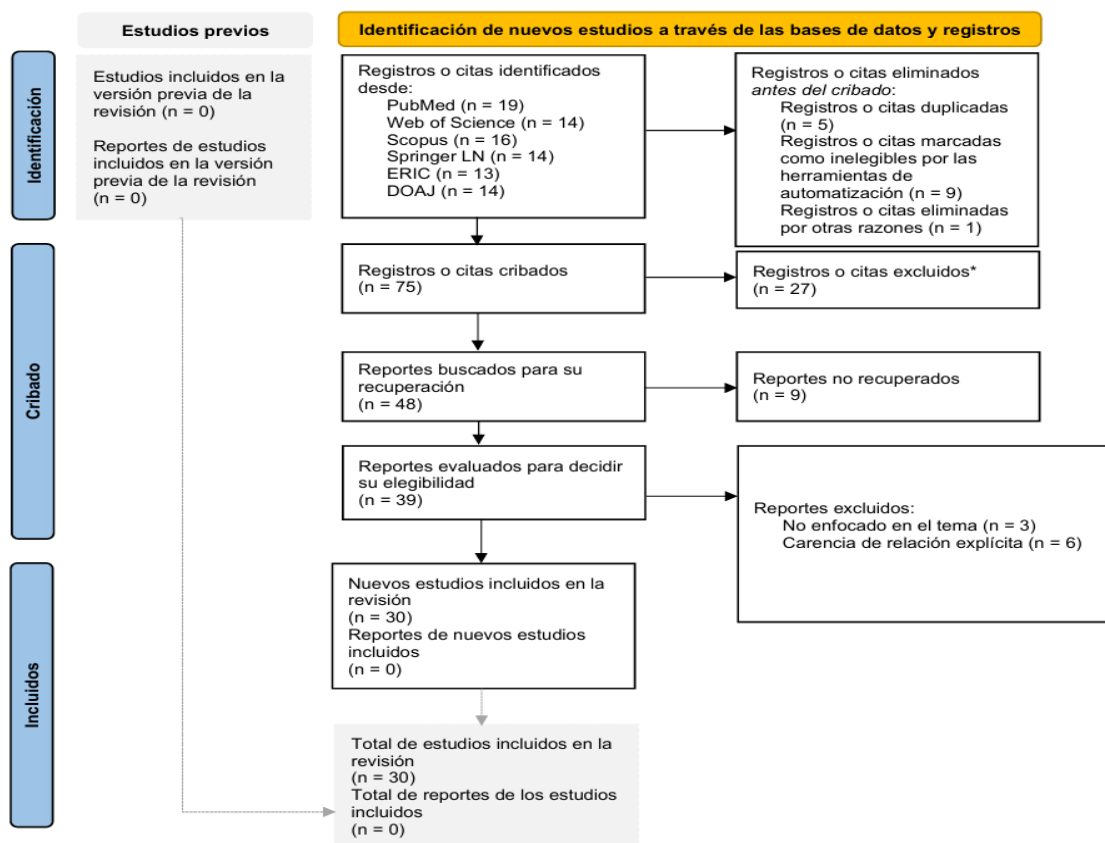 Estudios previos
Identificación de nuevos estudios a través de las bases de datos y registros
Identificación
Estudios incluidos en la
versión previa de la
revisión (n = 0)
Reportes de estudios
incluidos en la versión
previa de la revisión
(n = 0)
Registros o citas identificados
desde:
PubMed (n = 19)
Web of Science (n = 14)
Scopus (n = 16)
Springer LN (n = 14)
ERIC (n = 13)
DOAJ (n = 14)
Registros o citas eliminados
antes del cribado:
Registros o citas duplicadas
(n = 5)
Registros o citas marcadas
como inelegibles por las
herramientas de
automatización (n = 9)
Registros o citas eliminadas
por otras razones (n = 1)
Cribado
Registros o citas cribados
(n = 75)
Registros o citas excluidos*
(n = 27)
Reportes buscados para su
recuperación
(n = 48)
Reportes no recuperados
(n = 9)
Reportes evaluados para decidir
su elegibilidad
(n = 39)
Reportes excluidos:
No enfocado en el tema (n = 3)
Carencia de relación explícita (n = 6)
Incluidos
Nuevos estudios incluidos en la
revisión
(n = 30)
Reportes de nuevos estudios
incluidos
(n = 0)
Total de estudios incluidos en la
revisión
(n = 30)
Total de reportes de los estudios
incluidos
(n = 0)